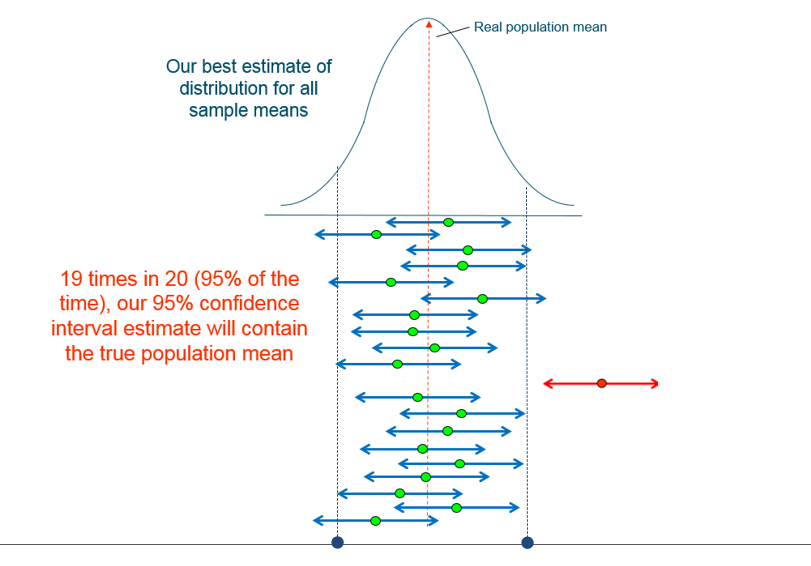 Real population mean
Our best estimate of
distribution for all
sample means
19 times in 20 (95% of the
time), our 95% confidence
interval estimate will contain
the true population mean